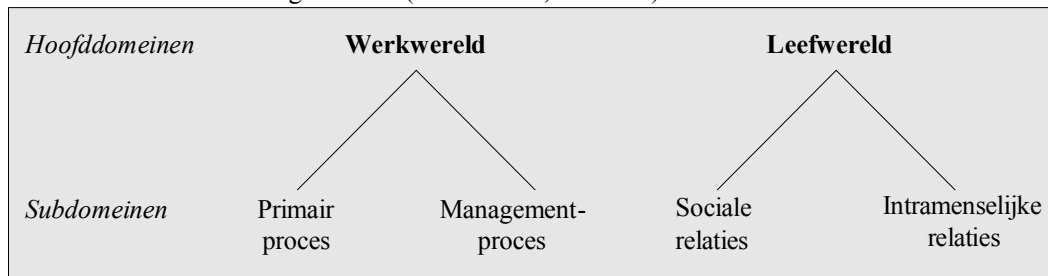 Hoofddomeinen Werkwereld Leefwereld
Subdomeinen Primair Management- Sociale Intramenselijke
proces proces relaties relaties